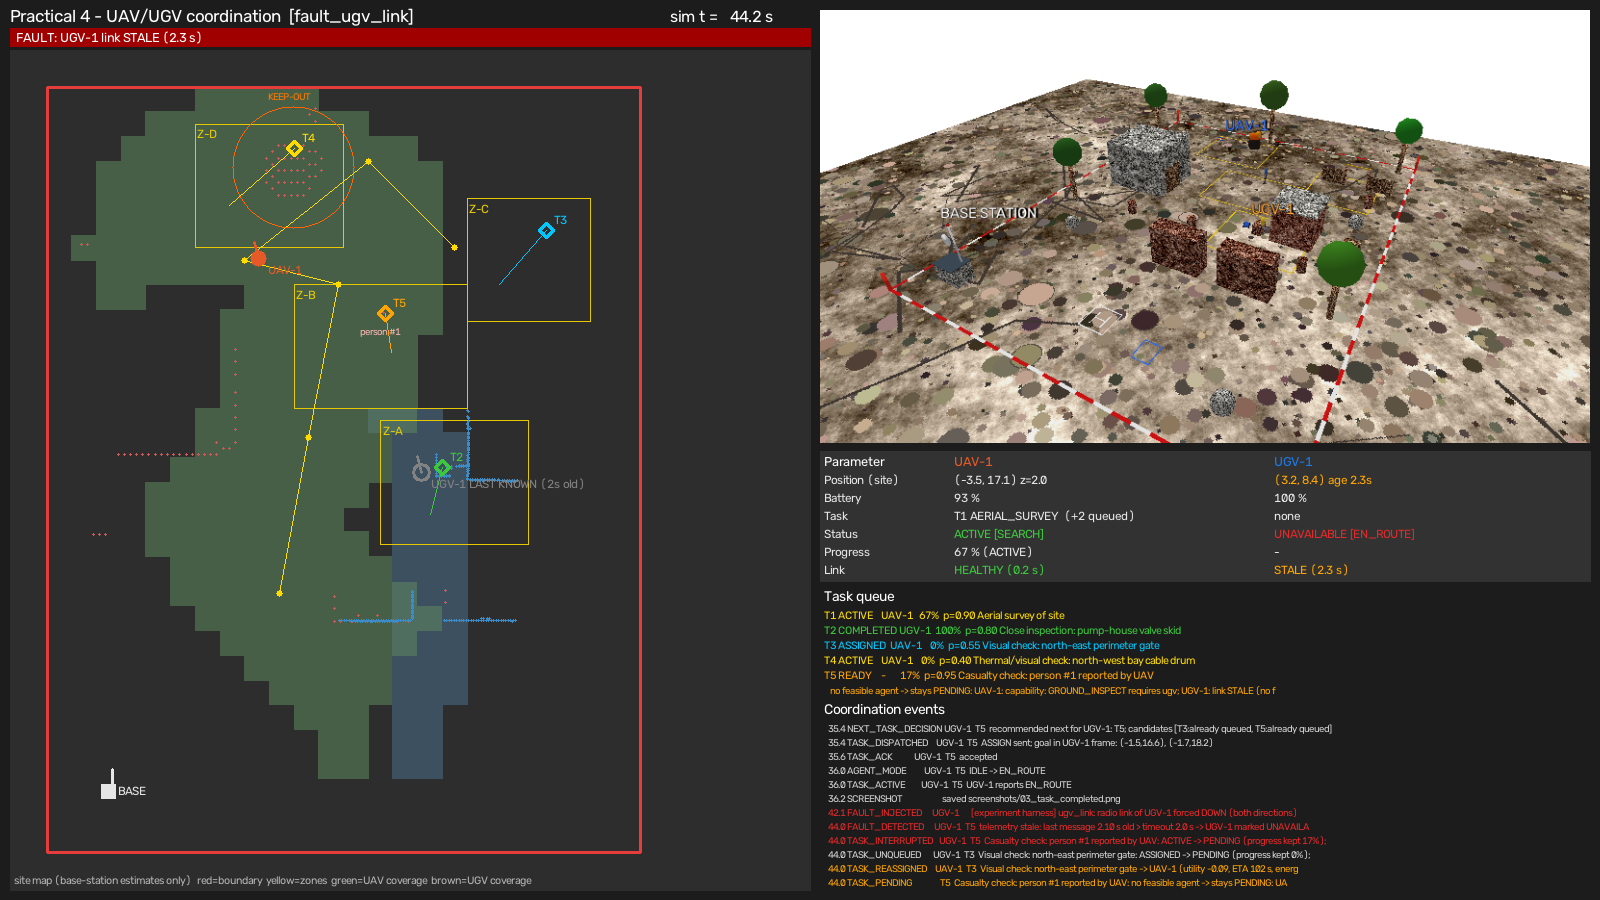 Practical 4 - UAV/UGV coordination [fault_ugv_link]
sim t = 44.2 s
FAULT: UGV-1 link STALE (2.3 s)
KEEP-OUT
Z-D
T4
Z-C
T3
UAV-1
Z-B
T5
person #1
Z-A
T2
UGV-1 LAST KNOWN (2s old)
BASE
site map (base-station estimates only) red=boundary yellow=zones green=UAV coverage brown=UGV coverage
UAV-1
BASE STATION
UGV-1
Parameter UAV-1 UGV-1
Position (site) (-3.5, 17.1) z=2.0 (3.2, 8.4) age 2.3s
Battery 93 % 100 %
Task T1 AERIAL_SURVEY (+2 queued) none
Status ACTIVE [SEARCH] UNAVAILABLE [EN_ROUTE]
Progress 67 % (ACTIVE) -
Link HEALTHY (0.2 s) STALE (2.3 s)
Task queue
T1 ACTIVE UAV-1 67% p=0.90 Aerial survey of site
T2 COMPLETED UGV-1 100% p=0.80 Close inspection: pump-house valve skid
T3 ASSIGNED UAV-1 0% p=0.55 Visual check: north-east perimeter gate
T4 ACTIVE UAV-1 0% p=0.40 Thermal/visual check: north-west bay cable drum
T5 READY - 17% p=0.95 Casualty check: person #1 reported by UAV
no feasible agent -> stays PENDING: UAV-1: capability: GROUND_INSPECT requires ugv; UGV-1: link STALE (no f
Coordination events
35.4 NEXT_TASK_DECISION UGV-1 T5 recommended next for UGV-1: T5; candidates [T3:already queued, T5:already queued]
35.4 TASK_DISPATCHED UGV-1 T5 ASSIGN sent; goal in UGV-1 frame: (-1.5,16.6), (-1.7,18.2)
35.6 TASK_ACK UGV-1 T5 accepted
36.0 AGENT_MODE UGV-1 T5 IDLE -> EN_ROUTE
36.0 TASK_ACTIVE UGV-1 T5 UGV-1 reports EN_ROUTE
36.2 SCREENSHOT saved screenshots/03_task_completed.png
42.1 FAULT_INJECTED UGV-1 [experiment harness] ugv_link: radio link of UGV-1 forced DOWN (both directions)
44.0 FAULT_DETECTED UGV-1 T5 telemetry stale: last message 2.10 s old > timeout 2.0 s -> UGV-1 marked UNAVAILA
44.0 TASK_INTERRUPTED UGV-1 T5 Casualty check: person #1 reported by UAV: ACTIVE -> PENDING (progress kept 17%);
44.0 TASK_UNQUEUED UGV-1 T3 Visual check: north-east perimeter gate: ASSIGNED -> PENDING (progress kept 0%);
44.0 TASK_REASSIGNED UAV-1 T3 Visual check: north-east perimeter gate -> UAV-1 (utility -0.09, ETA 102 s, energ
44.0 TASK_PENDING T5 Casualty check: person #1 reported by UAV: no feasible agent -> stays PENDING: UA